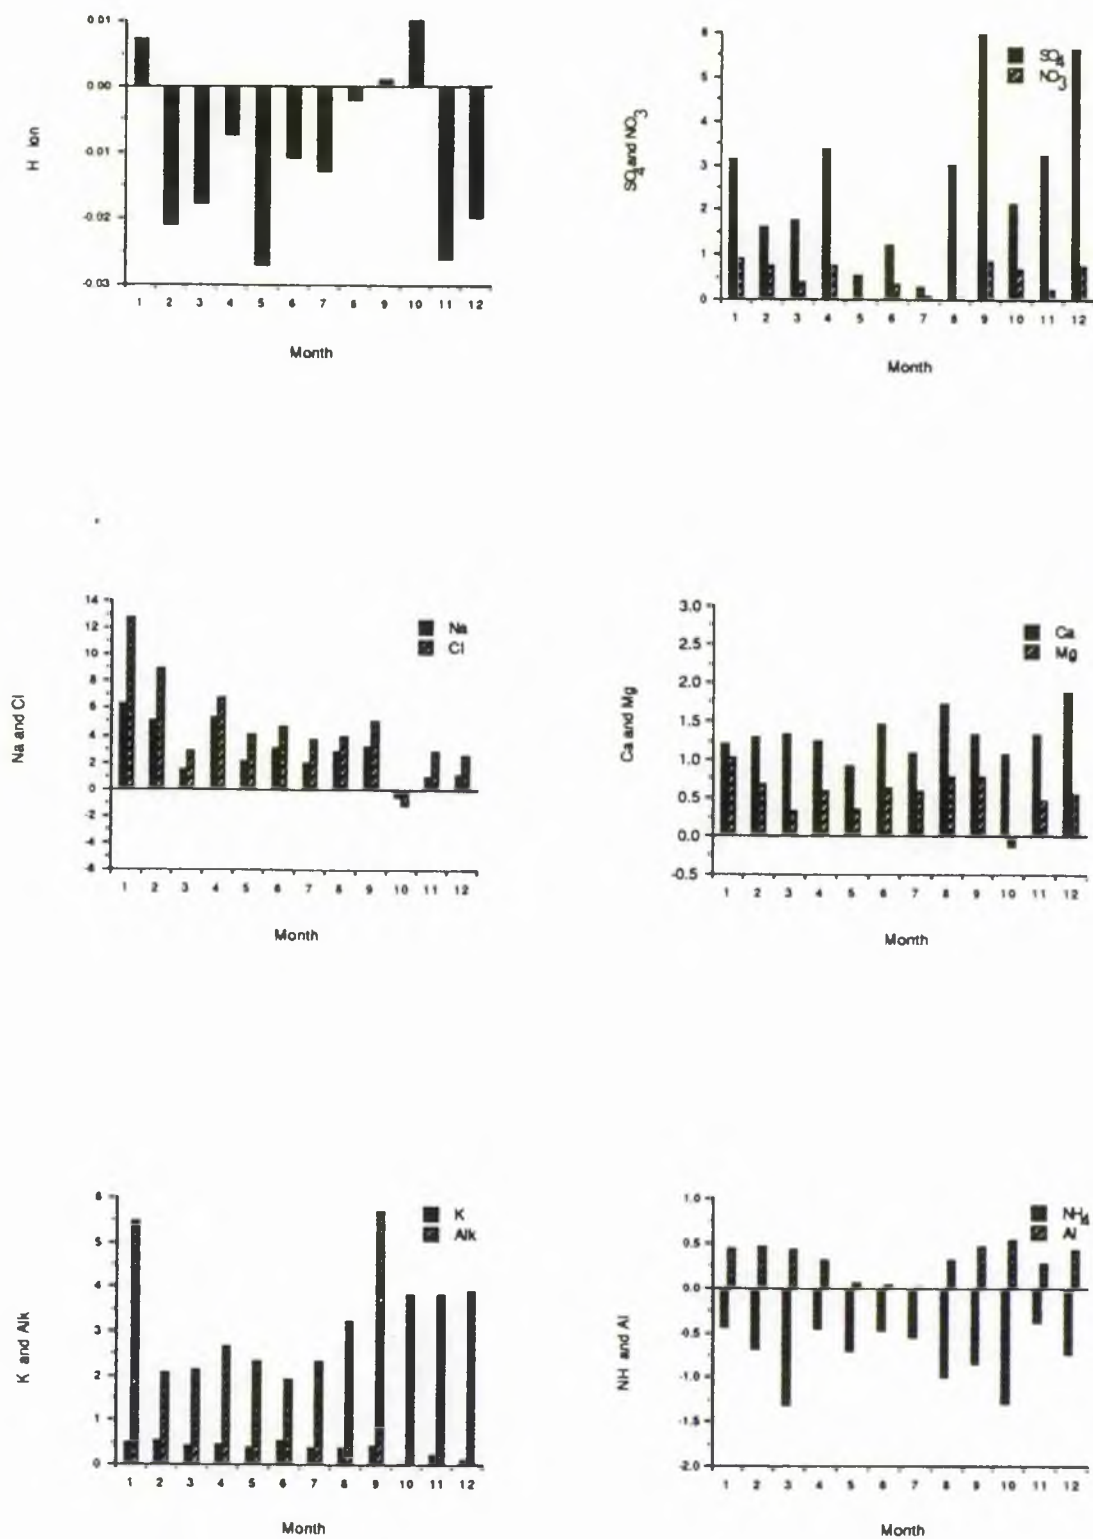 0.01
0.00
-0.01
-0.02
-0.03
H Ion
1 2 3 4 5 6 7 8 9 10 11 12
Month
6
5
4
3
2
1
0
SO4 and NO3
SO4
NO3
1 2 3 4 5 6 7 8 9 10 11 12
Month
14
12
10
8
6
4
2
0
-2
-4
-6
Na and Cl
Na
Cl
1 2 3 4 5 6 7 8 9 10 11 12
Month
3.0
2.5
2.0
1.5
1.0
0.5
0.0
-0.5
Ca and Mg
Ca
Mg
1 2 3 4 5 6 7 8 9 10 11 12
Month
6
5
4
3
2
1
0
K and Alk
K
Alk
1 2 3 4 5 6 7 8 9 10 11 12
Month
1.0
0.5
0.0
-0.5
-1.0
-1.5
-2.0
NH and Al
NH4
Al
1 2 3 4 5 6 7 8 9 10 11 12
Month